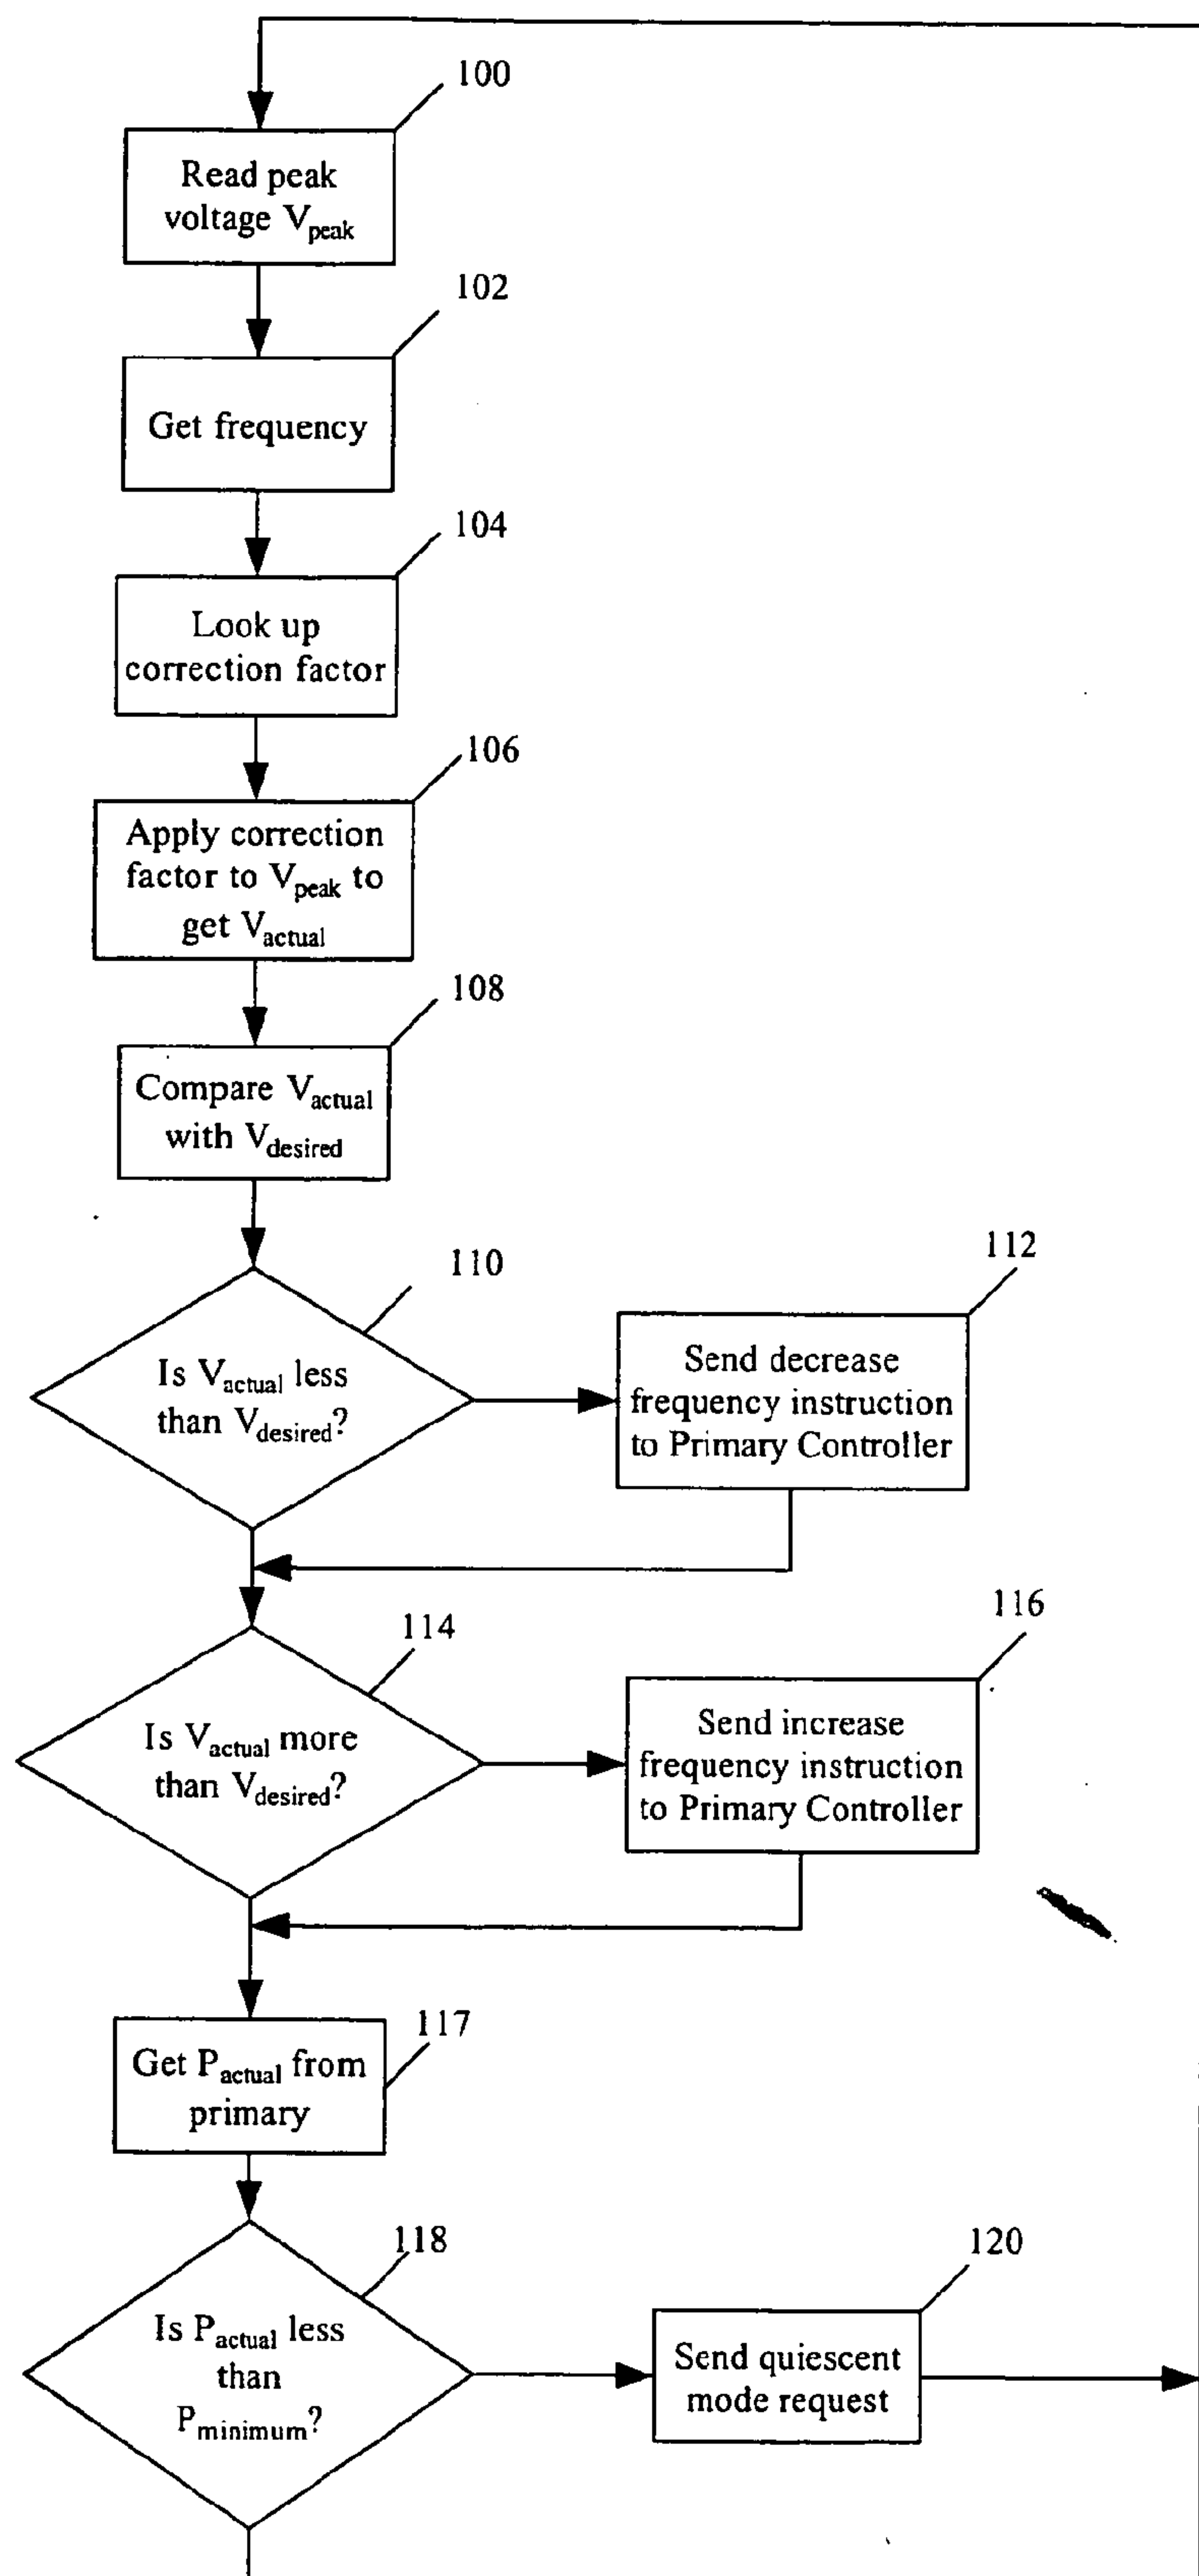 100
Read peak
voltage Vpeak
102
Get frequency
104
Look up
correction factor
106
Apply correction
factor to Vpeak to
get Vactual
108
Compare Vactual
with Vdesired
110
Is Vactual less
than Vdesired?
112
Send decrease
frequency instruction
to Primary Controller
114
Is Vactual more
than Vdesired?
116
Send increase
frequency instruction
to Primary Controller
117
Get Pactual from
primary
118
Is Pactual less
than
Pminimum?
120
Send quiescent
mode request